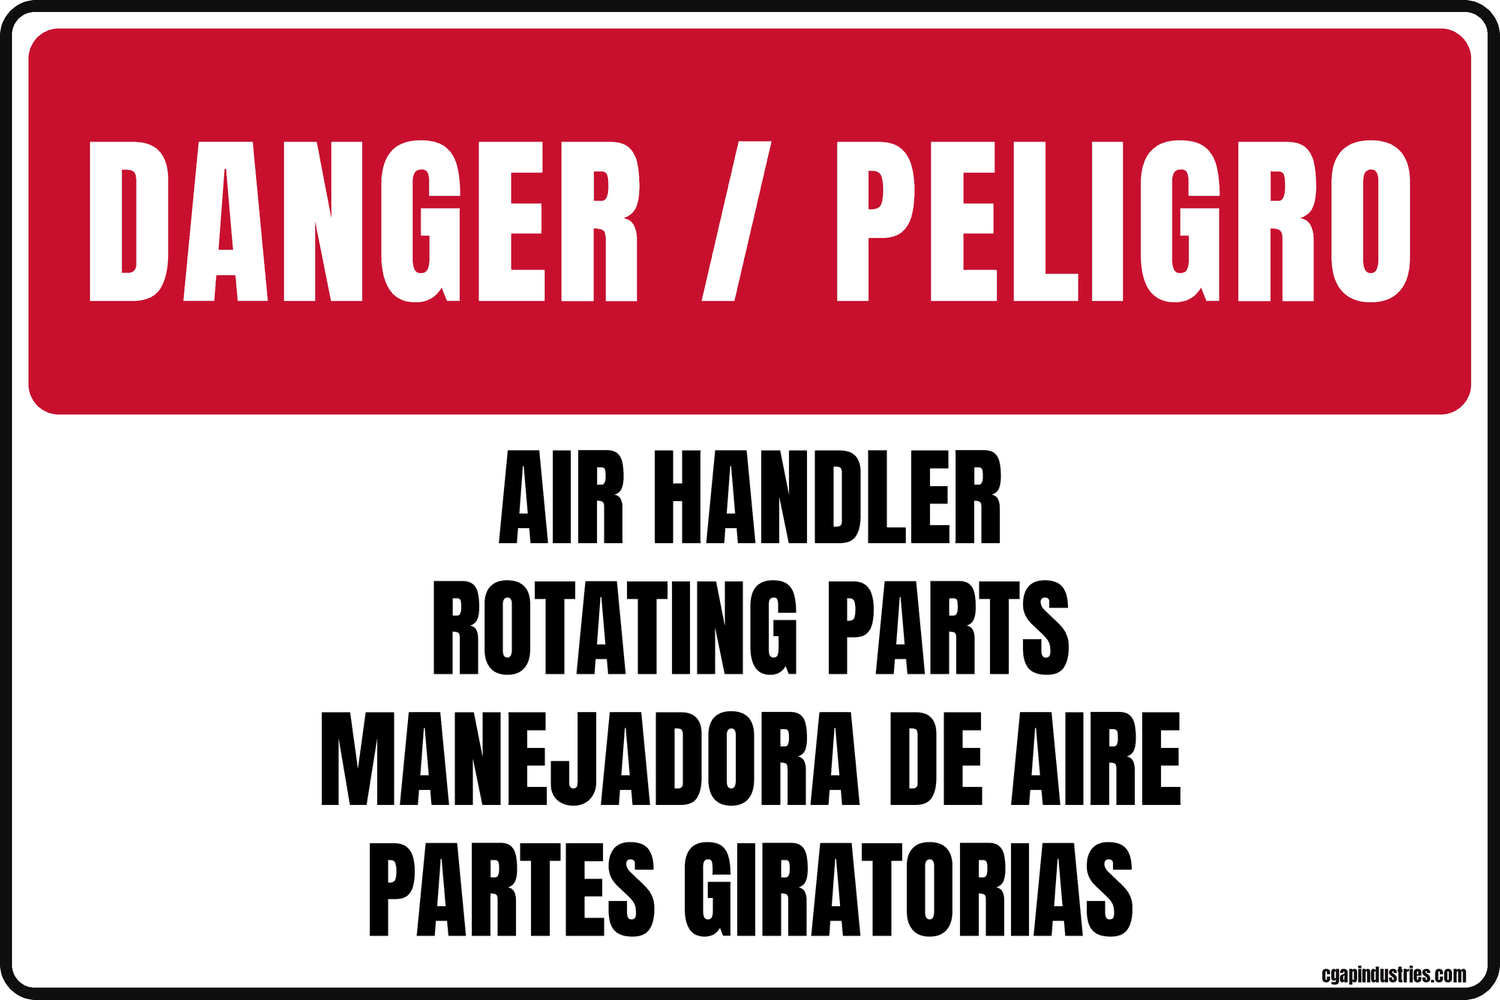 DANGER / PELIGRO
AIR HANDLER
ROTATING PARTS
MANEJADORA DE AIRE
PARTES GIRATORIAS
cgapindustries.com